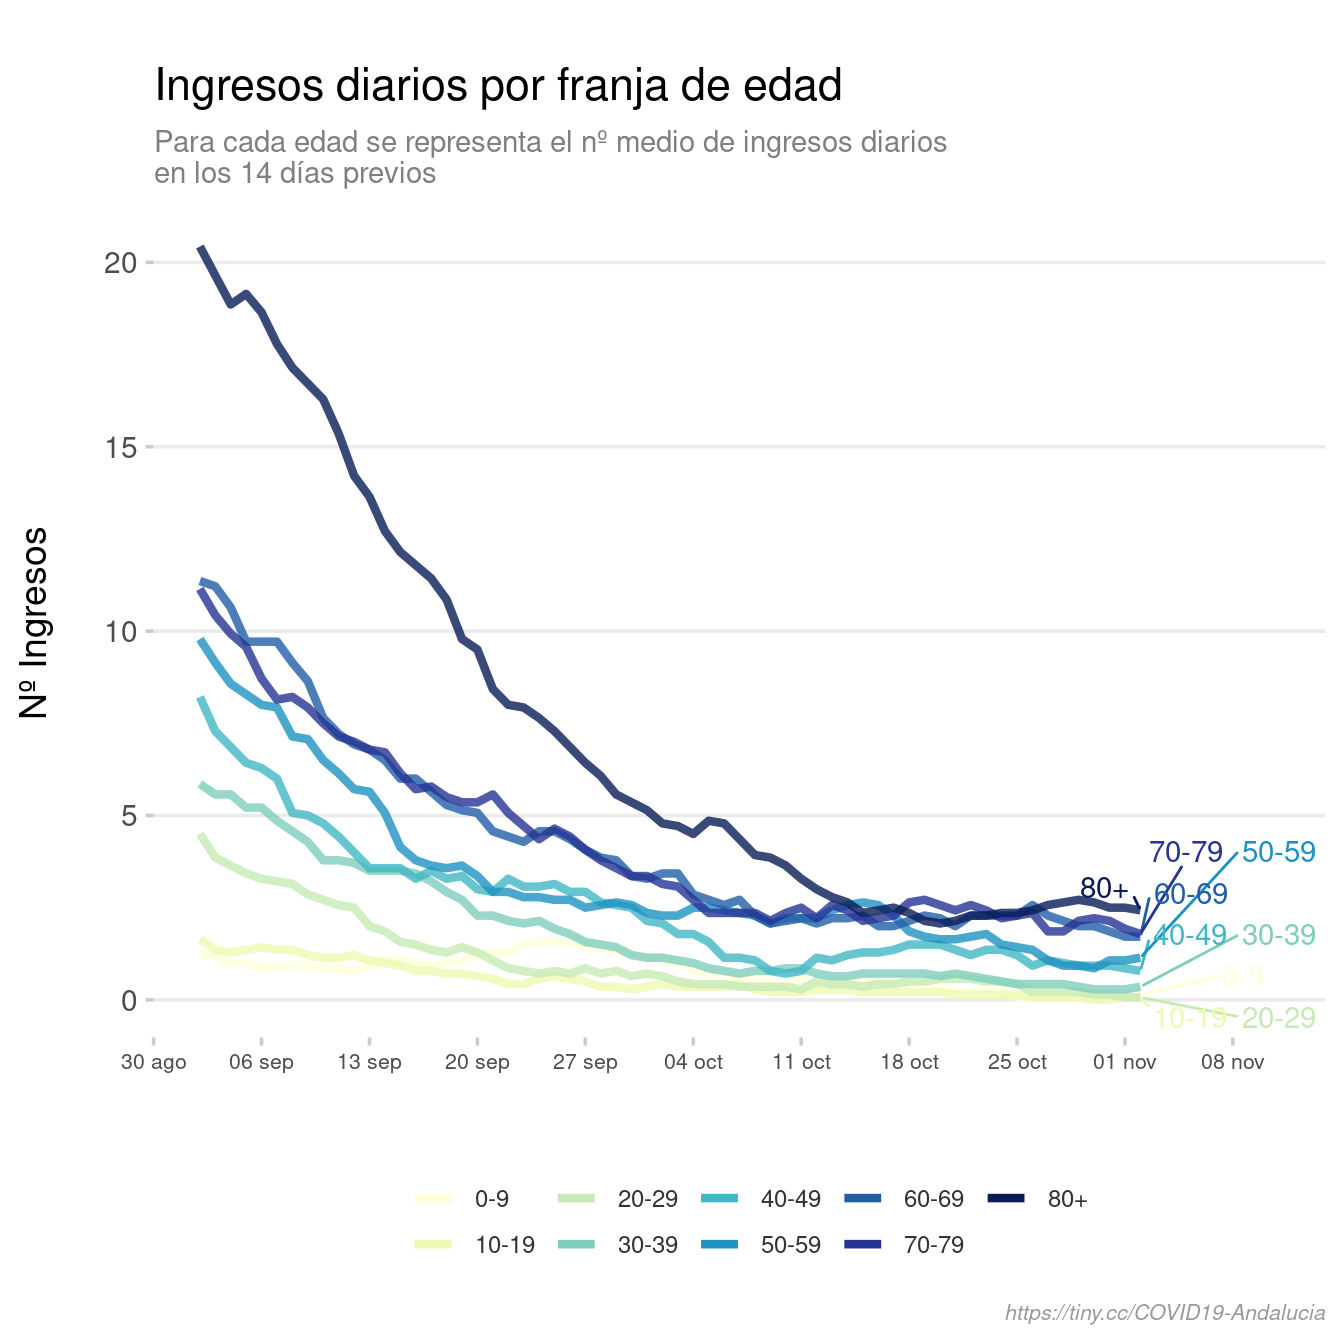 Ingresos diarios por franja de edad
Para cada edad se representa el nº medio de ingresos diarios
en los 14 días previos
Nº Ingresos
20
15
10
5
0
70-79
50-59
80+
60-69
40-49
30-39
0-9
10-19
20-29
30 ago
06 sep
13 sep
20 sep
27 sep
04 oct
11 oct
18 oct
25 oct
01 nov
08 nov
0-9
20-29
40-49
60-69
80+
10-19
30-39
50-59
70-79
https://tiny.cc/COVID19-Andalucia